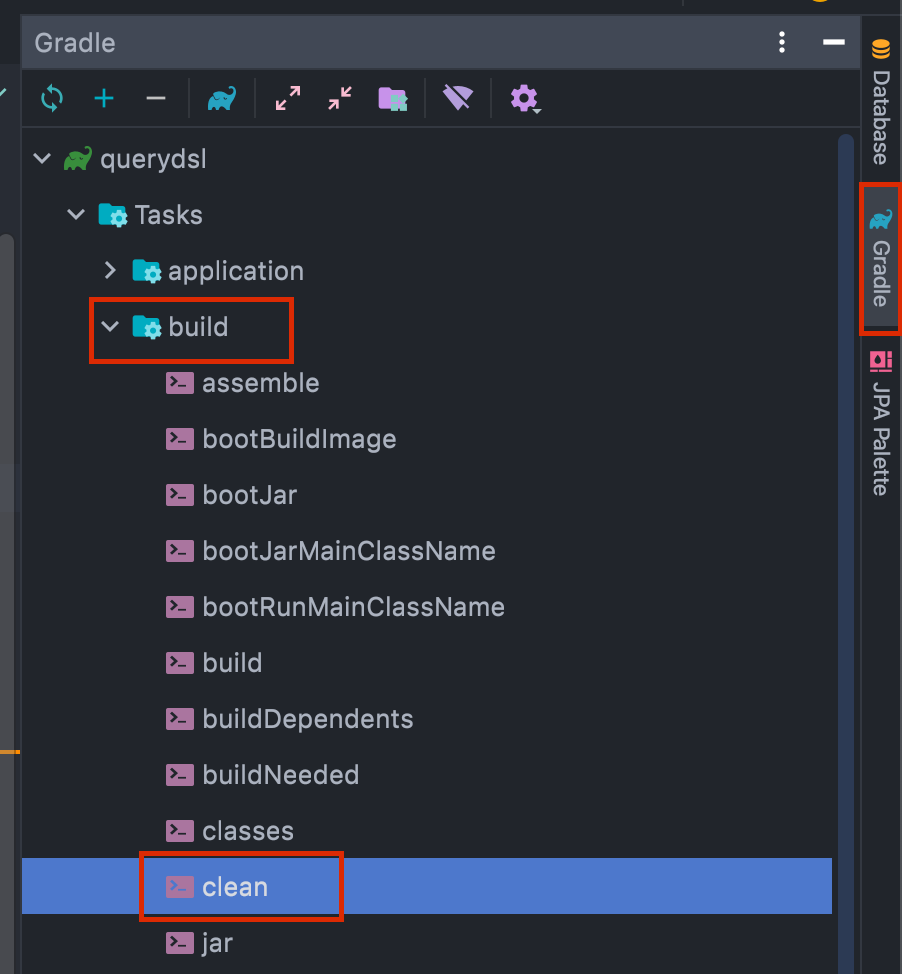 Gradle
querydsl
Tasks
application
build
assemble
bootBuildImage
bootJar
bootJarMainClassName
bootRunMainClassName
build
buildDependents
buildNeeded
classes
clean
jar
Database
Gradle
JPA Palette